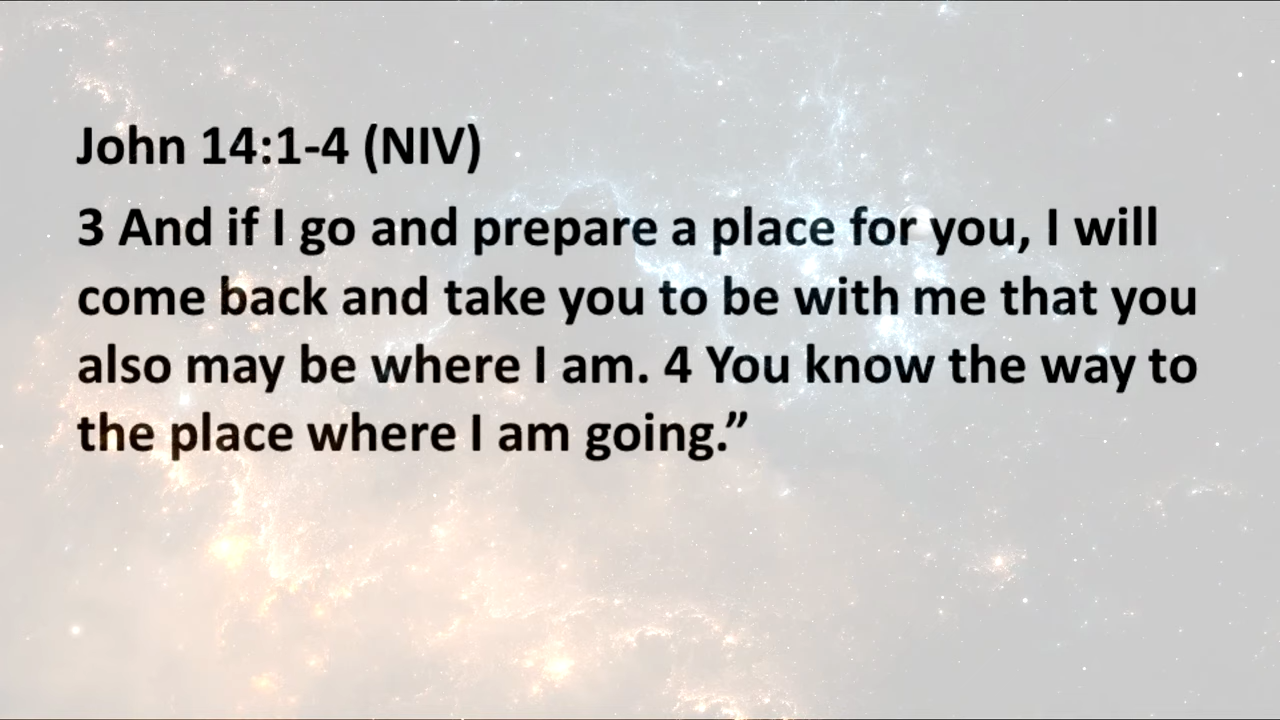 John 14:1-4 (NIV)
3 And if I go and prepare a place for you, I will
come back and take you to be with me that you
also may be where I am. 4 You know the way to
the place where I am going.”